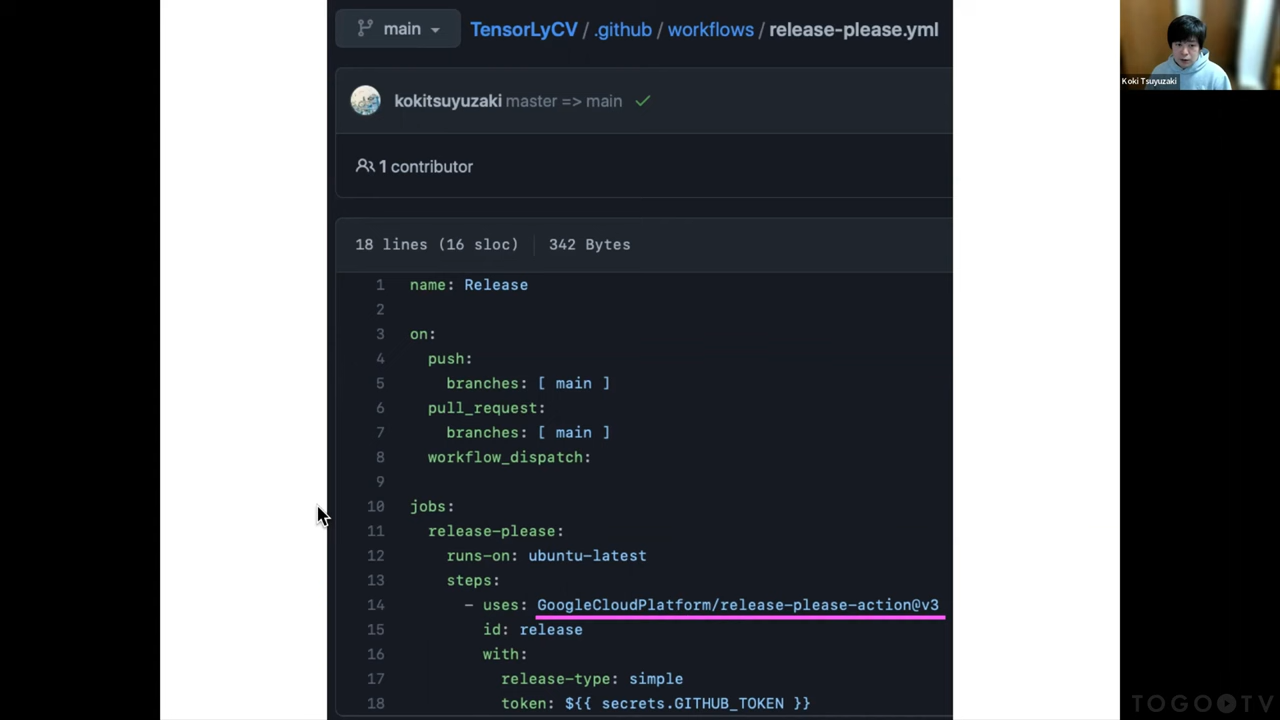 main
TensorLyCV / .github / workflows / release-please.yml
kokitsuyuzaki master => main
1 contributor
18 lines (16 sloc) 342 Bytes
1 name: Release
2
3 on:
4 push:
5 branches: [ main ]
6 pull_request:
7 branches: [ main ]
8 workflow_dispatch:
9
10 jobs:
11 release-please:
12 runs-on: ubuntu-latest
13 steps:
14 - uses: GoogleCloudPlatform/release-please-action@v3
15 id: release
16 with:
17 release-type: simple
18 token: ${{ secrets.GITHUB_TOKEN }}
Koki Tsuyuzaki
TOGOTV